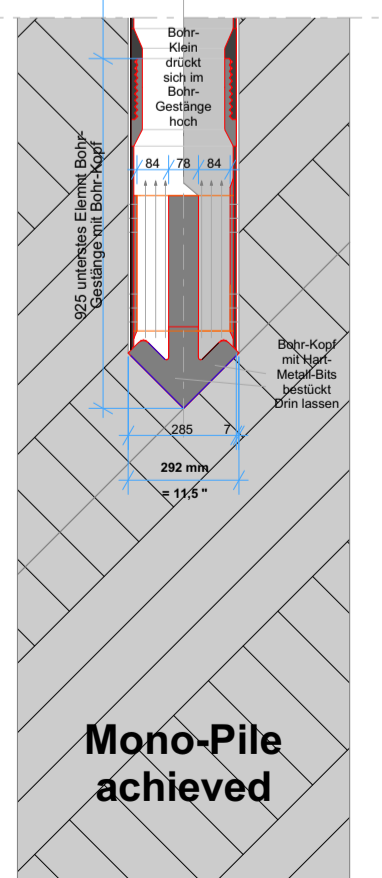 Bohr-
Klein
drückt
sich im
Bohr-
Gestänge
hoch
84 78 84
925 unterstes Elemnt Bohr-
Gestänge mit Bohr-Kopf
Bohr-Kopf
mit Hart-
Metall-Bits
bestückt
Drin lassen
285 7
292 mm
= 11,5 "
Mono-Pile
achieved